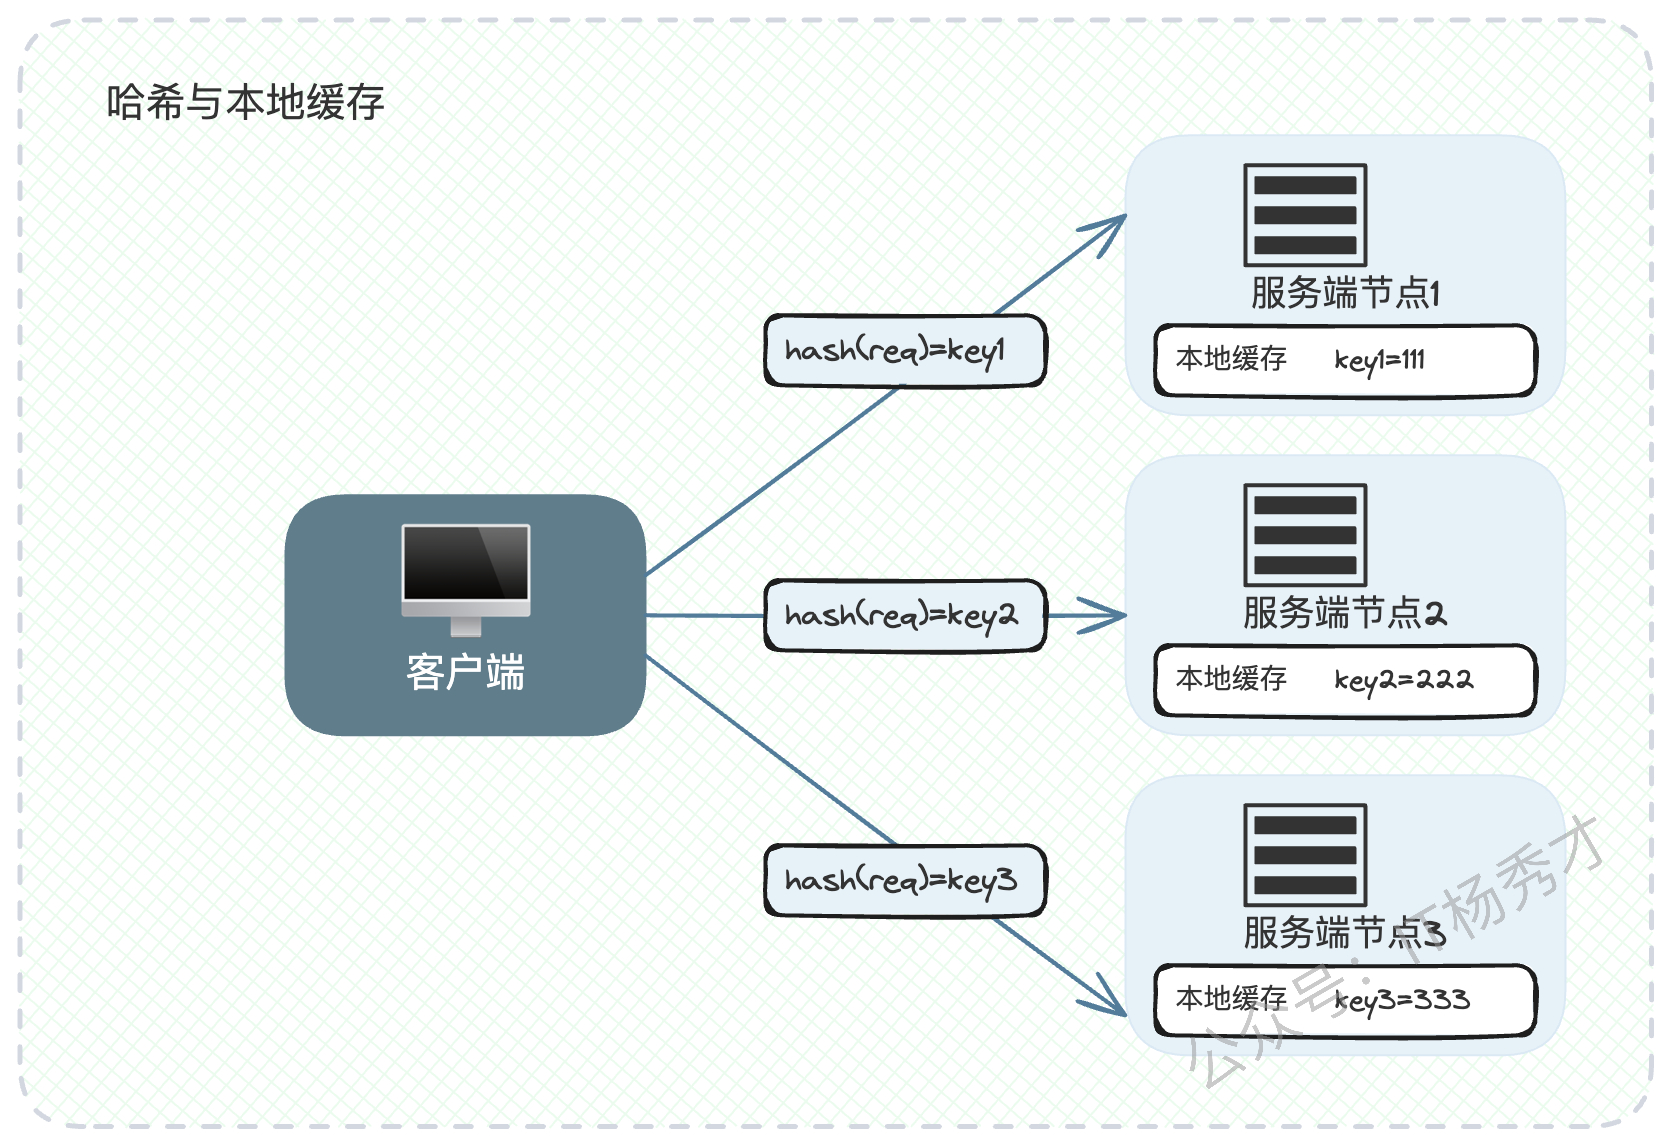 哈希与本地缓存
服务端节点1
hash(req)=key1
本地缓存 key1=111
hash(req)=key2
服务端节点2
客户端
本地缓存 key2=222
hash(req)=key3
服务端节点3
本地缓存 key3=333
公众号：IT杨秀才